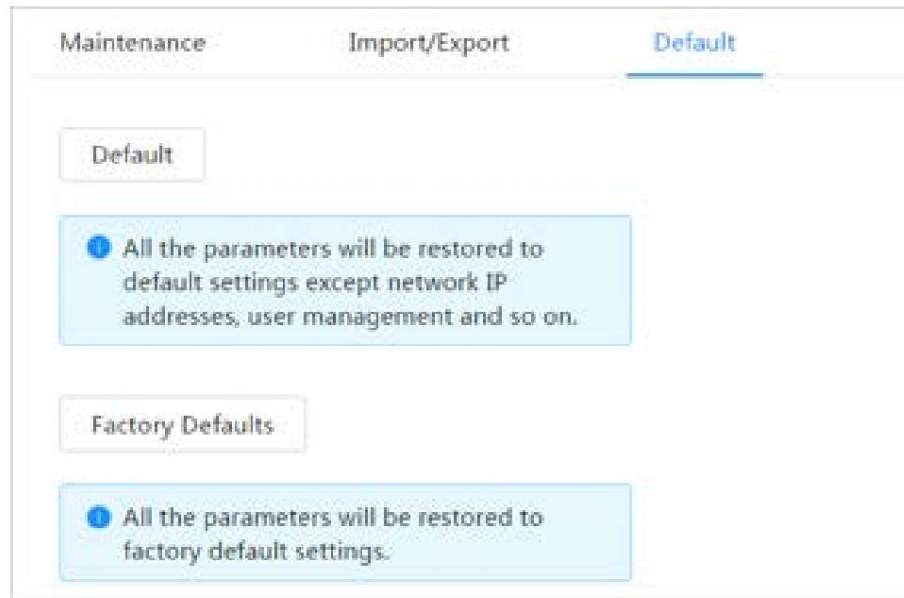 Maintenance Import/Export Default
Default
All the parameters will be restored to
default settings except network IP
addresses, user management and so on.
Factory Defaults
All the parameters will be restored to
factory default settings.